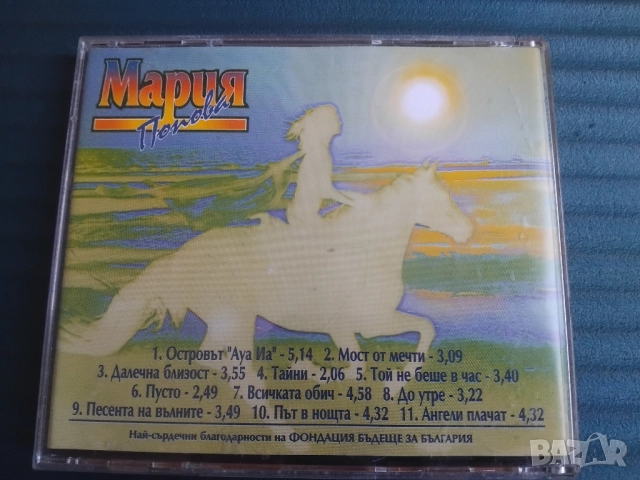 Мария
Попова
1. Островът "Ауа Иа" - 5,14 2. Мост от мечти - 3,09
3. Далечна близост - 3,55 4. Тайни - 2,06 5. Той не беше в час - 3,40
6. Пусто - 2,49 7. Всичката обич - 4,58 8. До утре - 3,22
9. Песента на вълните - 3,49 10. Път в нощта - 4,32 11. Ангели плачат - 4,32
Най-сърдечни благодарности на ФОНДАЦИЯ БЪДЕЩЕ ЗА БЪЛГАРИЯ
BAZAR